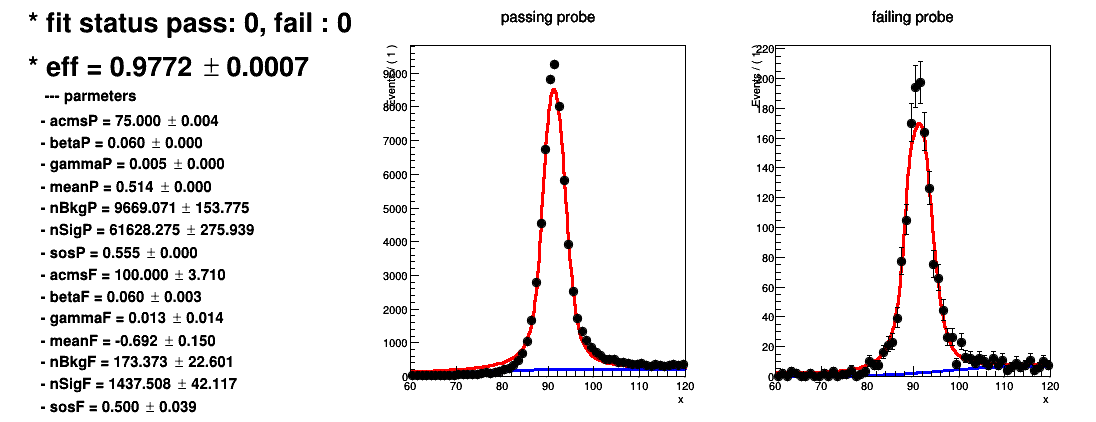 * fit status pass: 0, fail : 0
* eff = 0.9772 ± 0.0007
--- parmeters
- acmsP = 75.000 ± 0.004
- betaP = 0.060 ± 0.000
- gammaP = 0.005 ± 0.000
- meanP = 0.514 ± 0.000
- nBkgP = 9669.071 ± 153.775
- nSigP = 61628.275 ± 275.939
- sosP = 0.555 ± 0.000
- acmsF = 100.000 ± 3.710
- betaF = 0.060 ± 0.003
- gammaF = 0.013 ± 0.014
- meanF = -0.692 ± 0.150
- nBkgF = 173.373 ± 22.601
- nSigF = 1437.508 ± 42.117
- sosF = 0.500 ± 0.039
passing probe
Events / ( 1 )
9000
8000
7000
6000
5000
4000
3000
2000
1000
0
60 70 80 90 100 110 120
x
failing probe
Events / ( 1 )
220
200
180
160
140
120
100
80
60
40
20
0
60 70 80 90 100 110 120
x